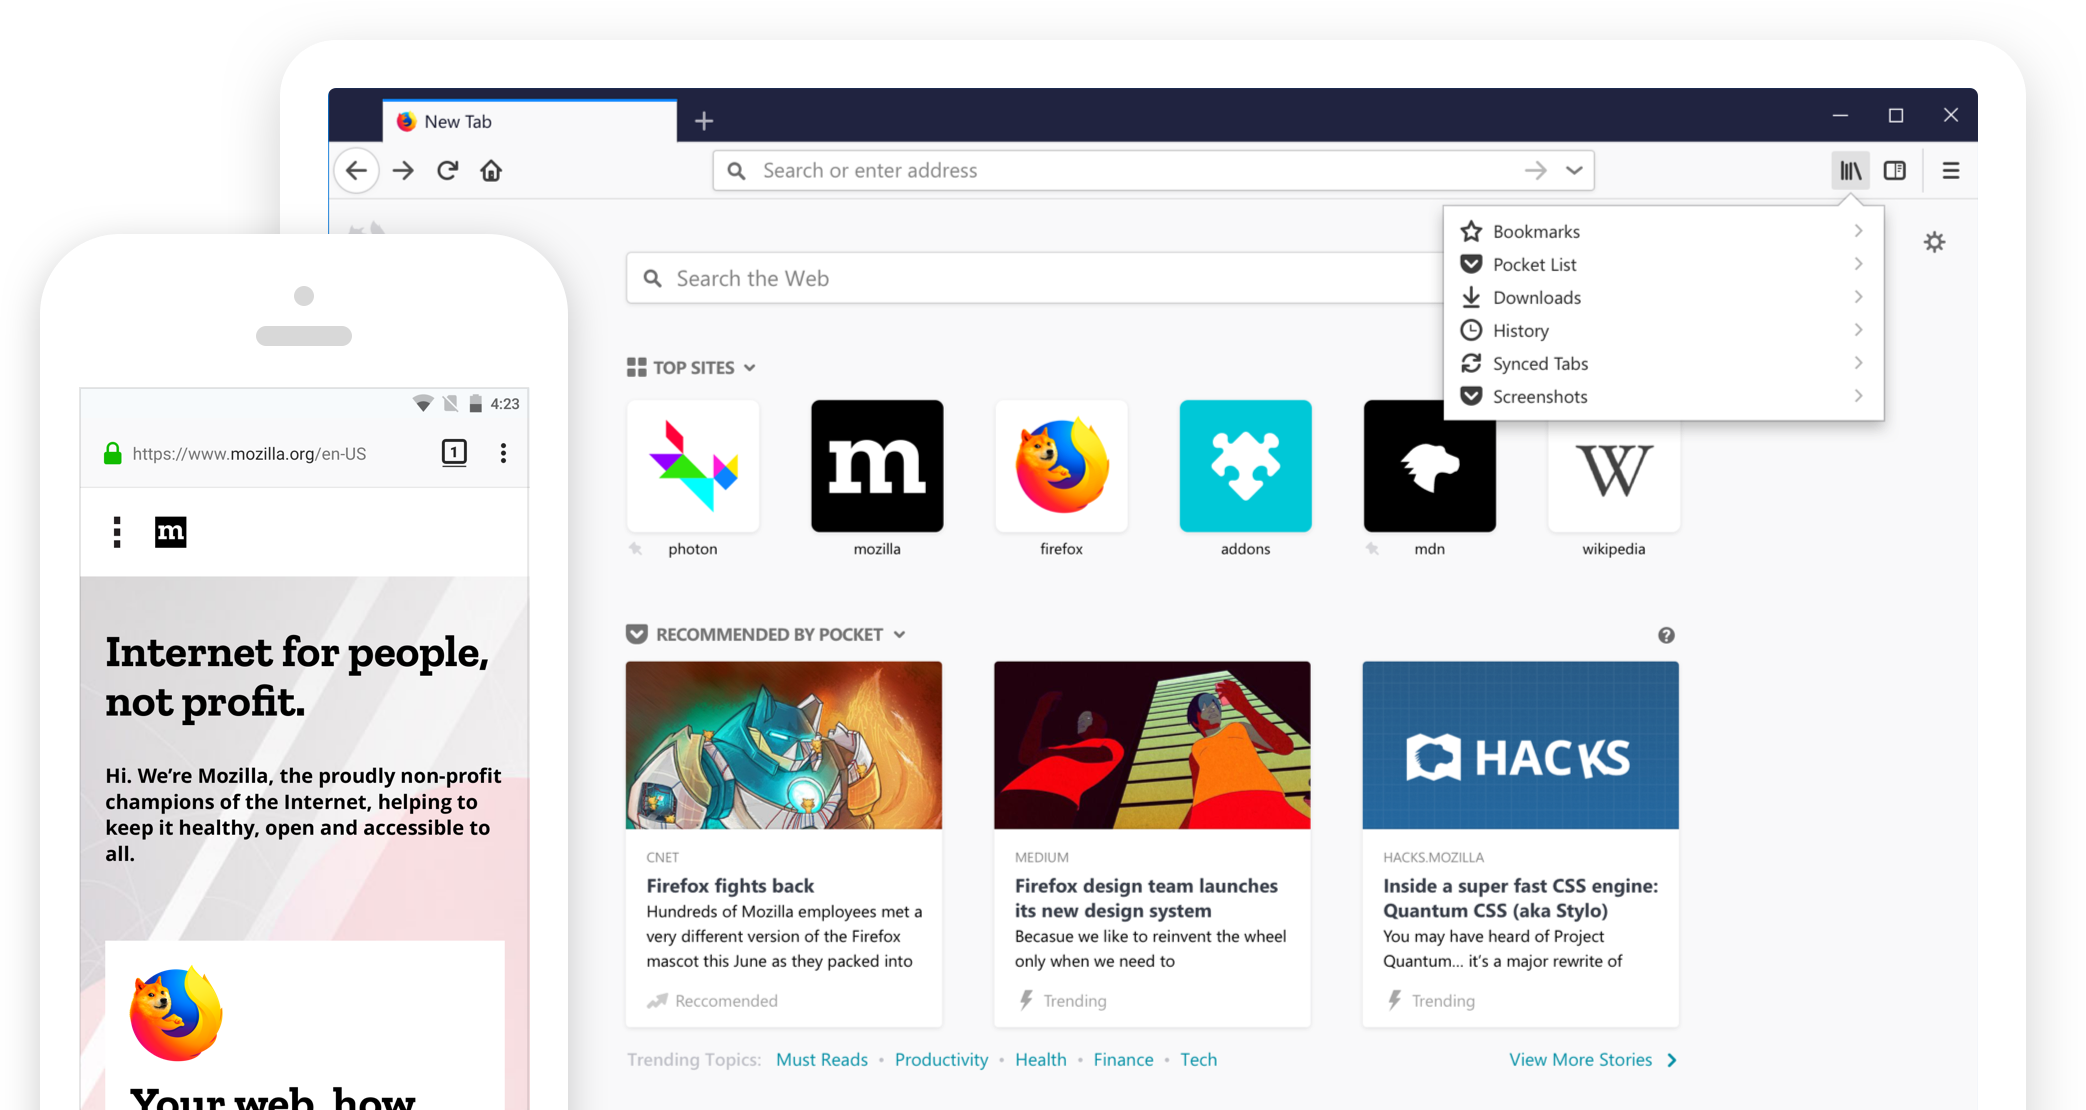 New Tab
Search or enter address
Bookmarks
Pocket List
Downloads
History
Synced Tabs
Screenshots
Search the Web
TOP SITES
m
W
photon
mozilla
firefox
addons
mdn
wikipedia
RECOMMENDED BY POCKET
HACKS
CNET
Firefox fights back
Hundreds of Mozilla employees met a
very different version of the Firefox
mascot this June as they packed into
Reccomended
MEDIUM
Firefox design team launches
its new design system
Becasue we like to reinvent the wheel
only when we need to
Trending
HACKS.MOZILLA
Inside a super fast CSS engine:
Quantum CSS (aka Stylo)
You may have heard of Project
Quantum... it's a major rewrite of
Trending
Trending Topics: Must Reads • Productivity • Health • Finance • Tech
View More Stories
4:23
https://www.mozilla.org/en-US
1
m
Internet for people,
not profit.
Hi. We’re Mozilla, the proudly non-profit
champions of the Internet, helping to
keep it healthy, open and accessible to
all.
Your web, how